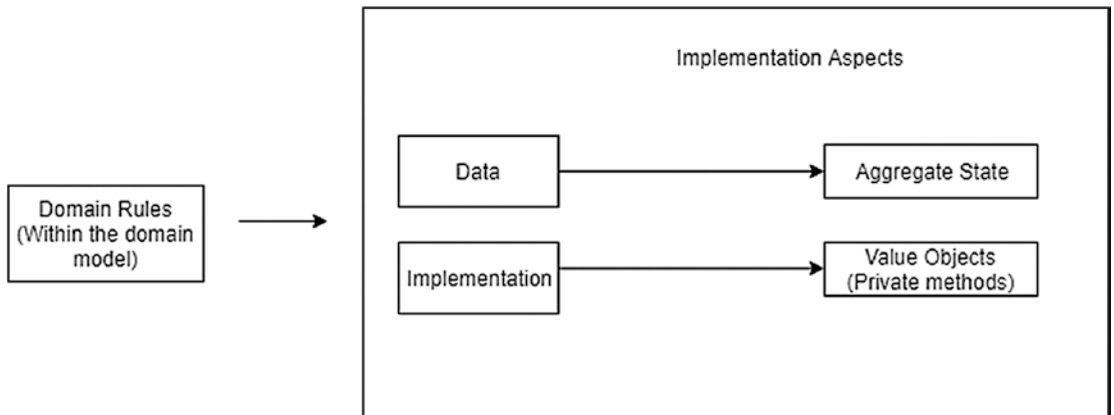 Implementation Aspects
Data
Aggregate State
Domain Rules
(Within the domain
model)
Implementation
Value Objects
(Private methods)